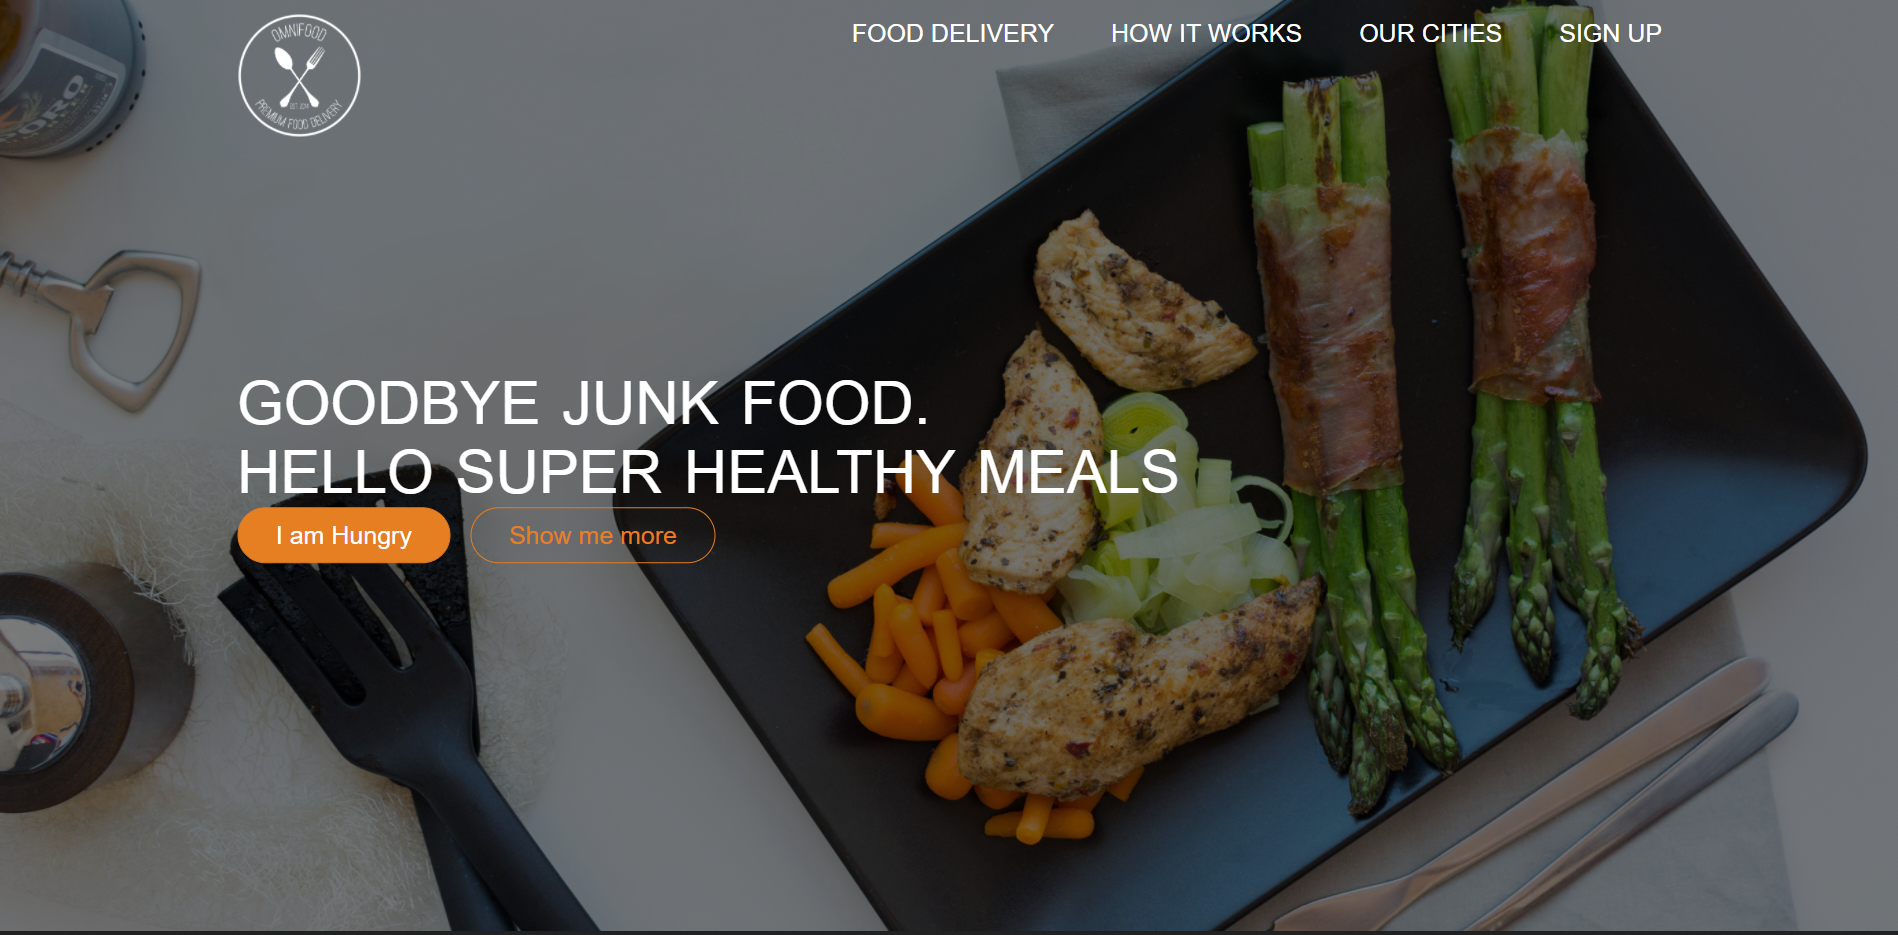 OMNIFOOD
EST. 2014
PREMIUM FOOD DELIVERY
FOOD DELIVERY
HOW IT WORKS
OUR CITIES
SIGN UP
GOODBYE JUNK FOOD.
HELLO SUPER HEALTHY MEALS
I am Hungry
Show me more